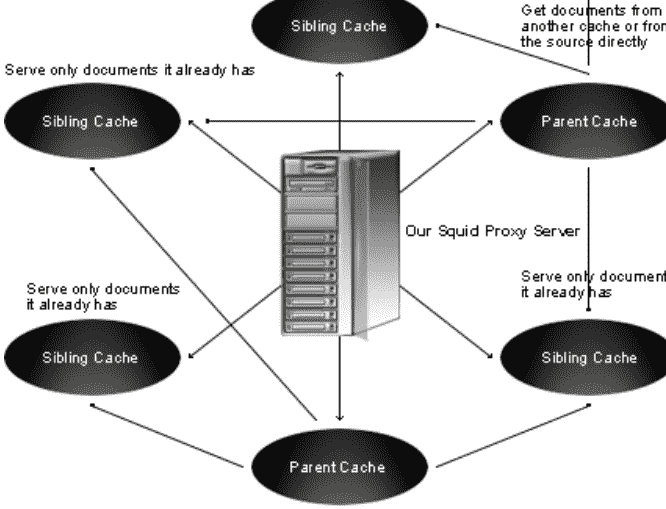 Sibling Cache
Get documents from
another cache or from
the source directly
Serve only documents it already has
Sibling Cache
Parent Cache
Our Squid Proxy Server
Serve only documents
it already has
Serve only document
it already has
Sibling Cache
Sibling Cache
Parent Cache